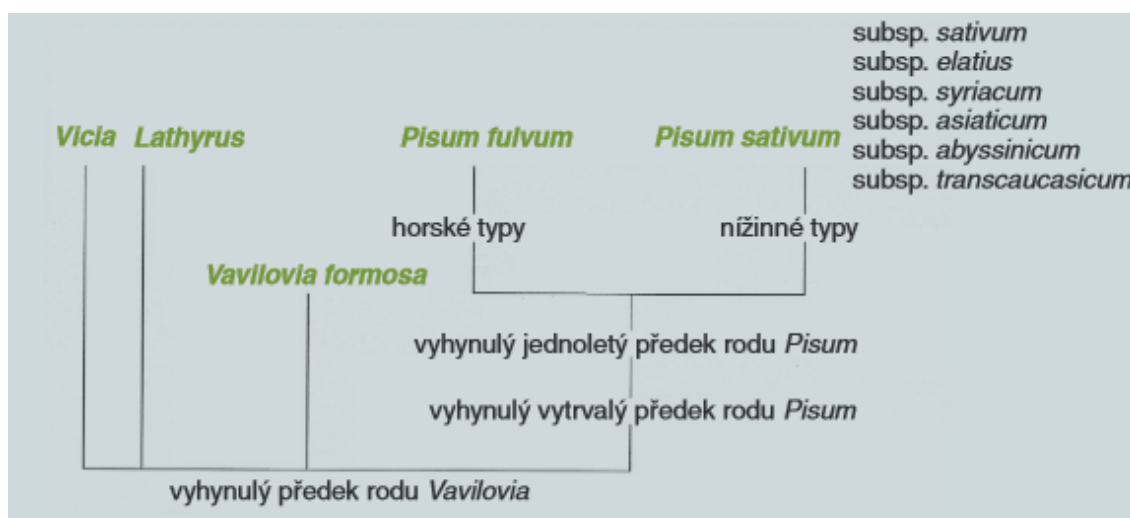 subsp. sativum
subsp. elatius
subsp. syriacum
subsp. asiaticum
subsp. abyssinicum
subsp. transcaucasicum
Vicia Lathyrus Pisum fulvum Pisum sativum
horské typy nížinné typy
Vavilovia formosa
vyhynulý jednoletý předek rodu Pisum
vyhynulý vytrvalý předek rodu Pisum
vyhynulý předek rodu Vavilovia